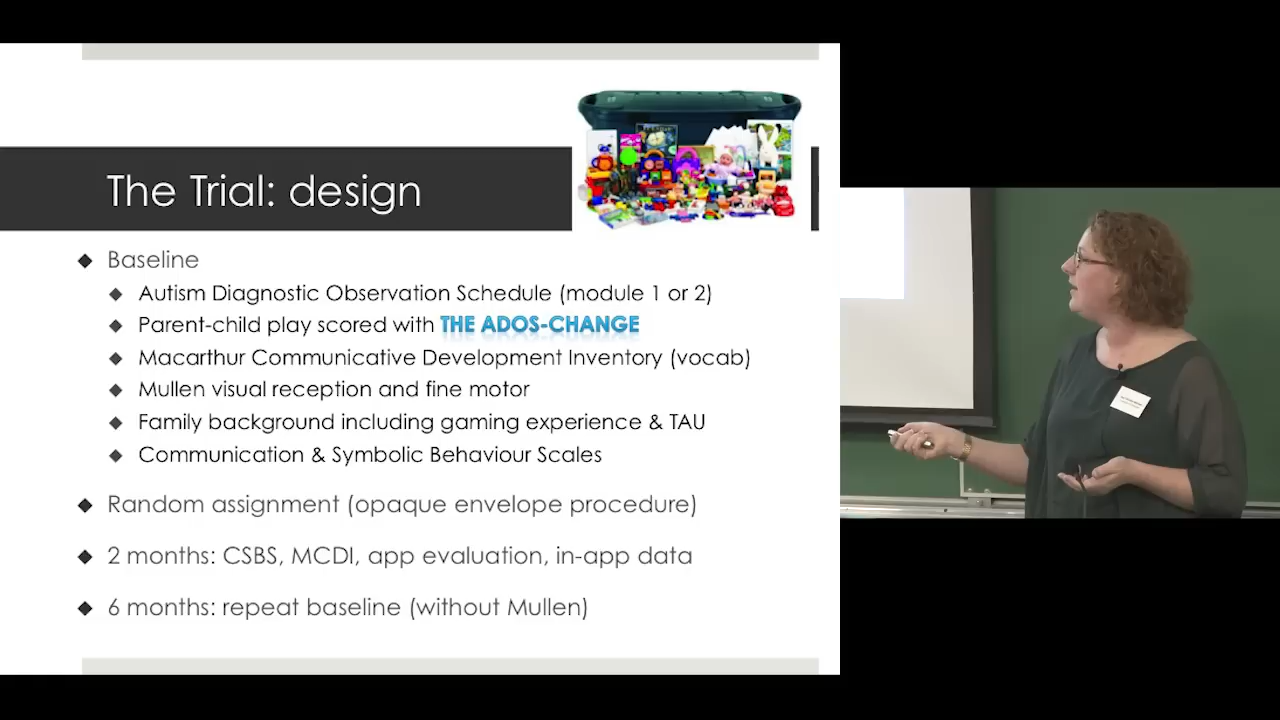 The Trial: design
Baseline
Autism Diagnostic Observation Schedule (module 1 or 2)
Parent-child play scored with THE ADOS-CHANGE
Macarthur Communicative Development Inventory (vocab)
Mullen visual reception and fine motor
Family background including gaming experience & TAU
Communication & Symbolic Behaviour Scales
Random assignment (opaque envelope procedure)
2 months: CSBS, MCDI, app evaluation, in-app data
6 months: repeat baseline (without Mullen)